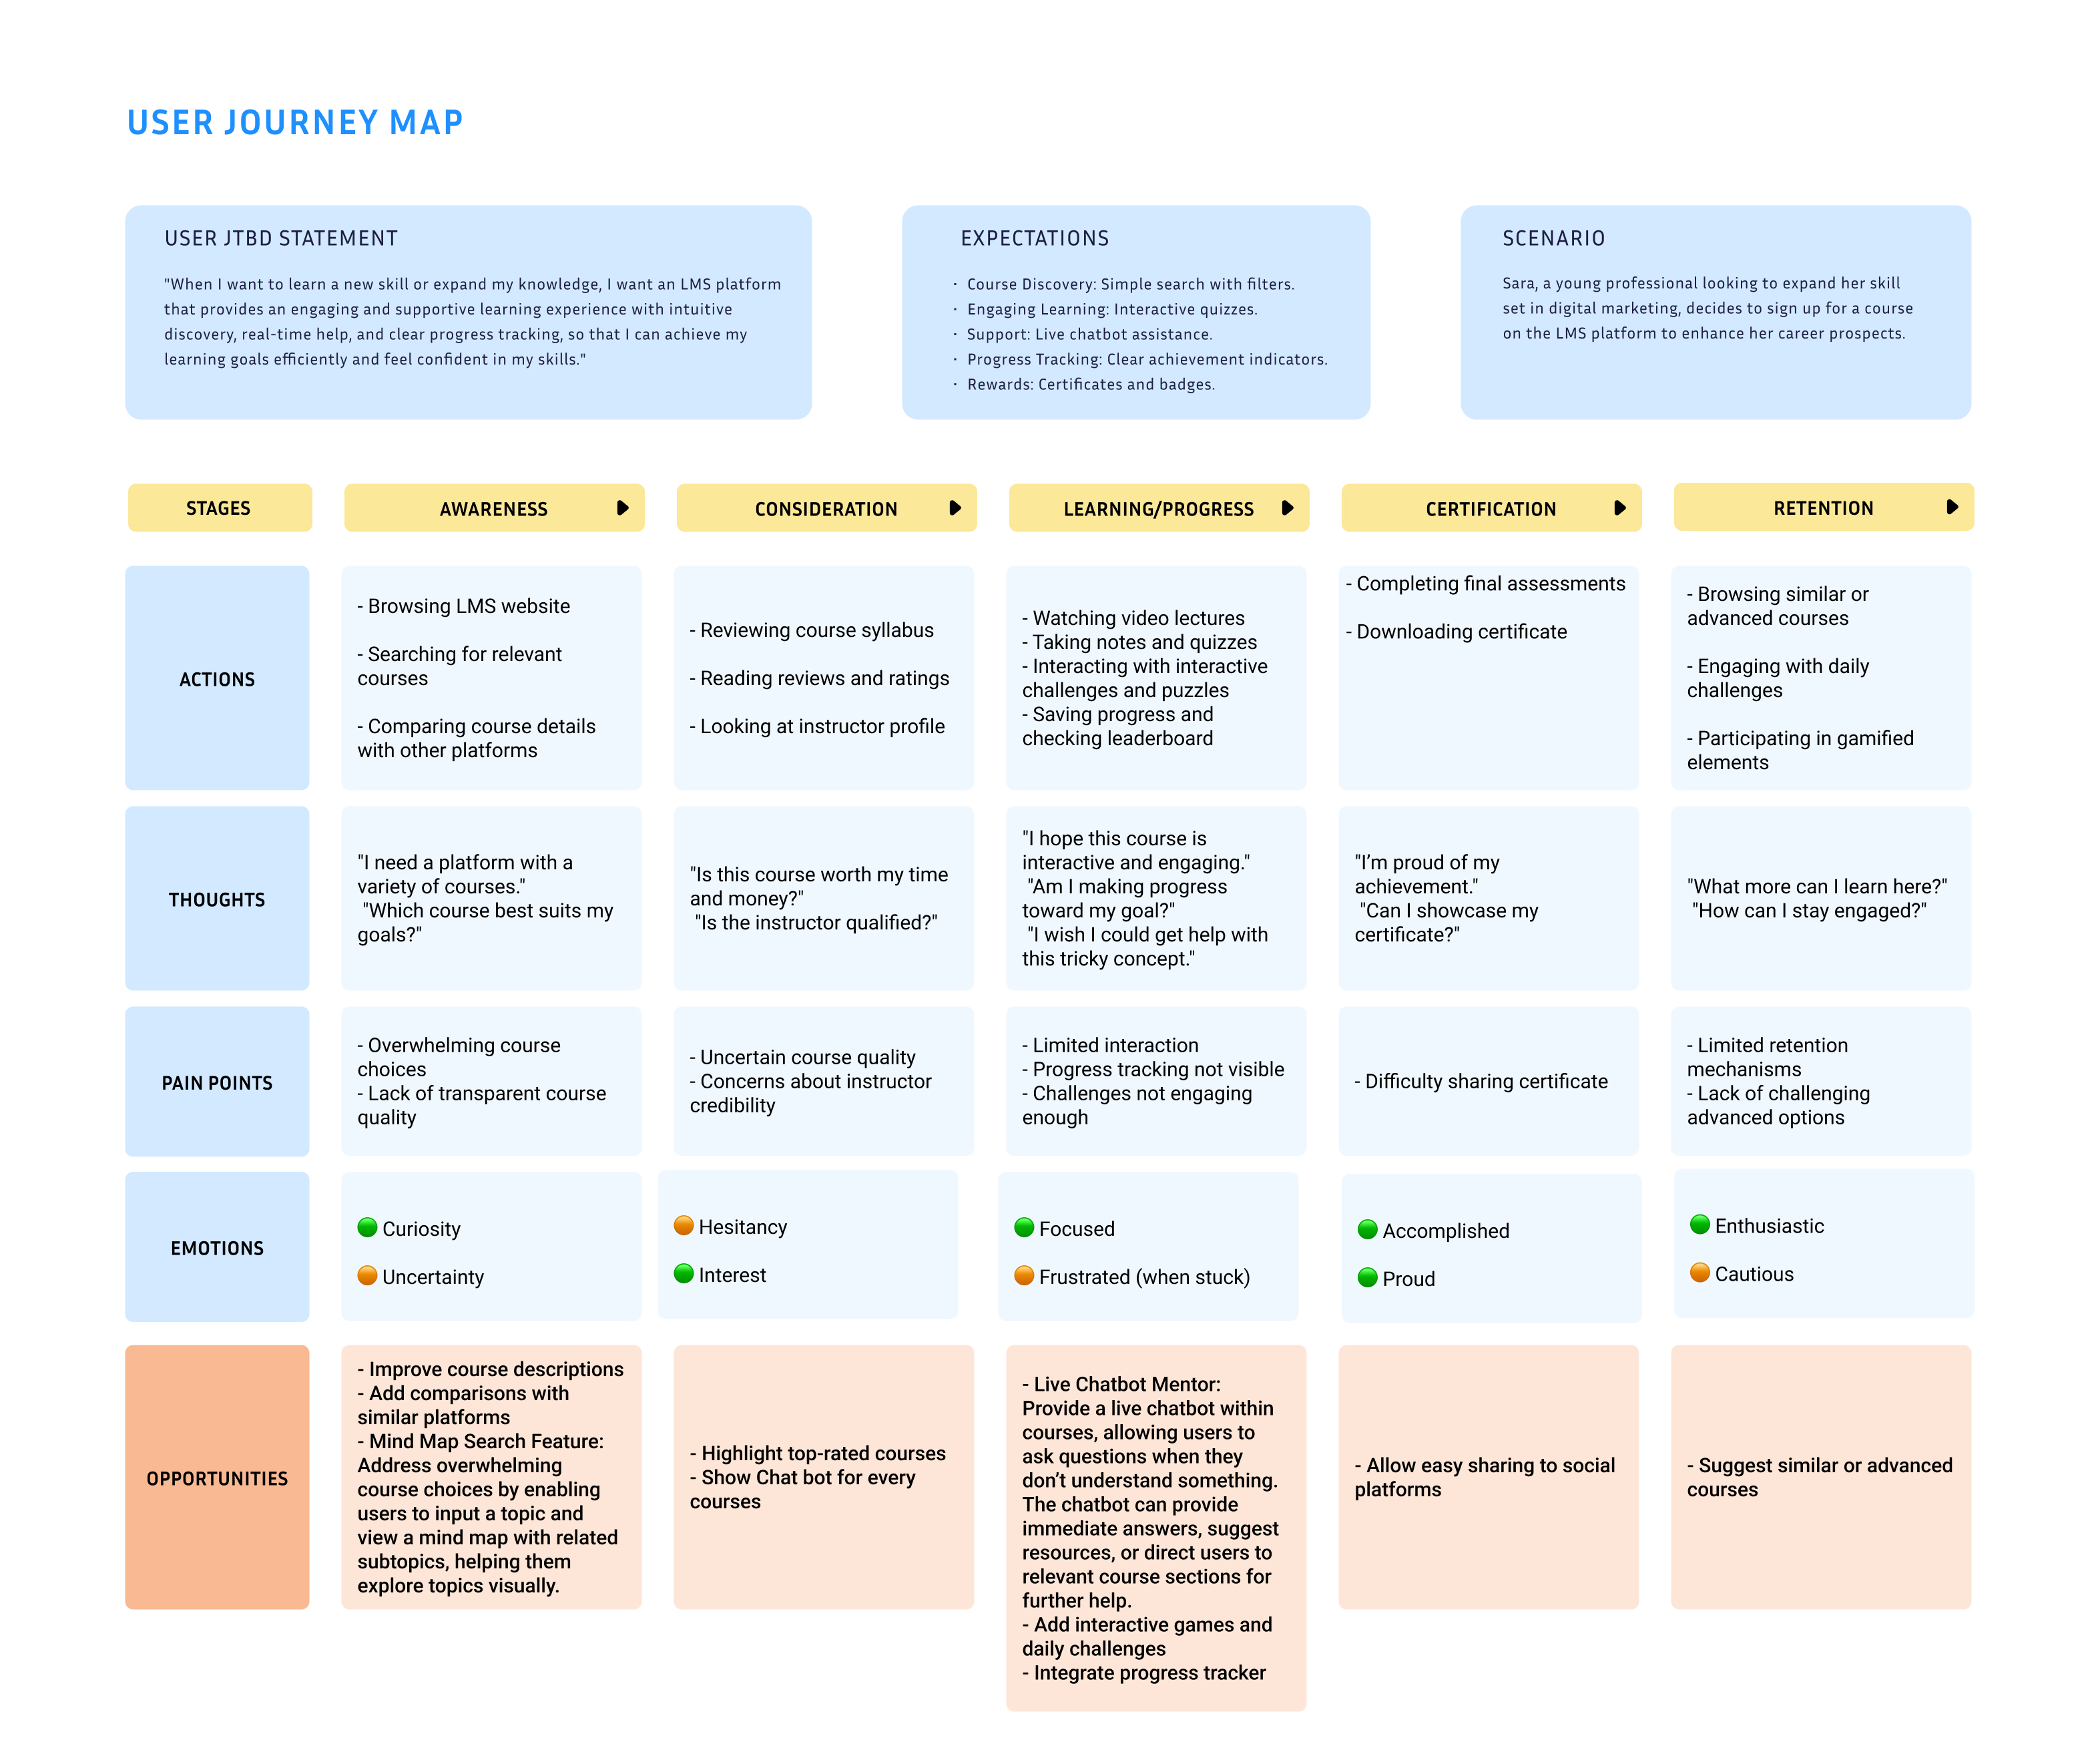 USER JOURNEY MAP
USER JTBD STATEMENT
"When I want to learn a new skill or expand my knowledge, I want an LMS platform
that provides an engaging and supportive learning experience with intuitive
discovery, real-time help, and clear progress tracking, so that I can achieve my
learning goals efficiently and feel confident in my skills."
EXPECTATIONS
· Course Discovery: Simple search with filters.
· Engaging Learning: Interactive quizzes.
· Support: Live chatbot assistance.
· Progress Tracking: Clear achievement indicators.
· Rewards: Certificates and badges.
SCENARIO
Sara, a young professional looking to expand her skill
set in digital marketing, decides to sign up for a course
on the LMS platform to enhance her career prospects.
STAGES
AWARENESS
CONSIDERATION
LEARNING/PROGRESS
CERTIFICATION
RETENTION
ACTIONS
- Browsing LMS website
- Searching for relevant
courses
- Comparing course details
with other platforms
- Reviewing course syllabus
- Reading reviews and ratings
- Looking at instructor profile
- Watching video lectures
- Taking notes and quizzes
- Interacting with interactive
challenges and puzzles
- Saving progress and
checking leaderboard
- Completing final assessments
- Downloading certificate
- Browsing similar or
advanced courses
- Engaging with daily
challenges
- Participating in gamified
elements
THOUGHTS
"I need a platform with a
variety of courses."
"Which course best suits my
goals?"
"Is this course worth my time
and money?"
"Is the instructor qualified?"
"I hope this course is
interactive and engaging."
"Am I making progress
toward my goal?"
"I wish I could get help with
this tricky concept."
"I’m proud of my
achievement."
"Can I showcase my
certificate?"
"What more can I learn here?"
"How can I stay engaged?"
PAIN POINTS
- Overwhelming course
choices
- Lack of transparent course
quality
- Uncertain course quality
- Concerns about instructor
credibility
- Limited interaction
- Progress tracking not visible
- Challenges not engaging
enough
- Difficulty sharing certificate
- Limited retention
mechanisms
- Lack of challenging
advanced options
EMOTIONS
Curiosity
Uncertainty
Hesitancy
Interest
Focused
Frustrated (when stuck)
Accomplished
Proud
Enthusiastic
Cautious
OPPORTUNITIES
- Improve course descriptions
- Add comparisons with
similar platforms
- Mind Map Search Feature:
Address overwhelming
course choices by enabling
users to input a topic and
view a mind map with related
subtopics, helping them
explore topics visually.
- Highlight top-rated courses
- Show Chat bot for every
courses
- Live Chatbot Mentor:
Provide a live chatbot within
courses, allowing users to
ask questions when they
don’t understand something.
The chatbot can provide
immediate answers, suggest
resources, or direct users to
relevant course sections for
further help.
- Add interactive games and
daily challenges
- Integrate progress tracker
- Allow easy sharing to social
platforms
- Suggest similar or advanced
courses